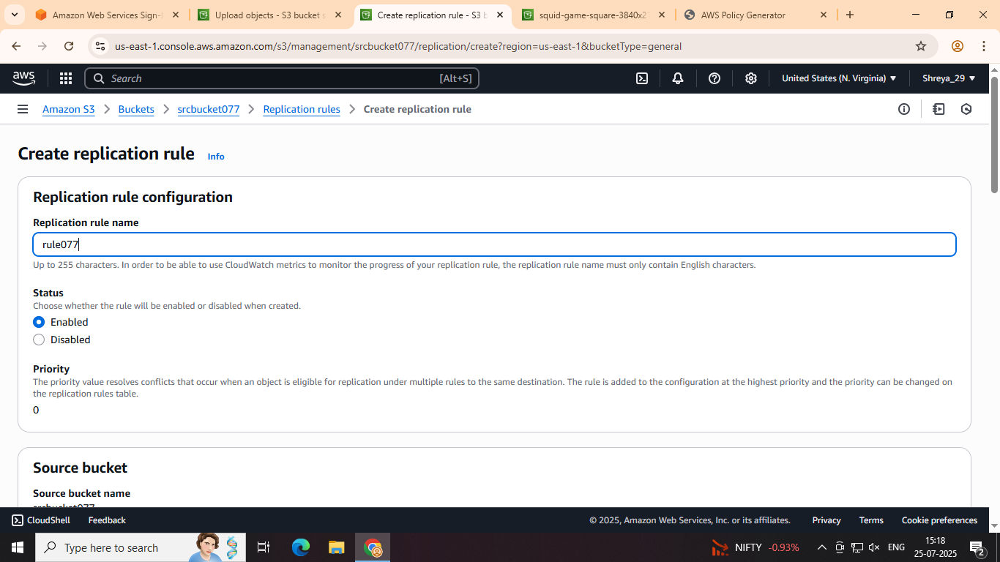 Amazon Web Services Sign-I
Upload objects - S3 bucket s
Create replication rule - S3 b
squid-game-square-3840x2
AWS Policy Generator
us-east-1.console.aws.amazon.com/s3/management/srcbucket077/replication/create?region=us-east-1&bucketType=general
aws
Search
[Alt+S]
United States (N. Virginia)
Shreya_29
Amazon S3
Buckets
srcbucket077
Replication rules
Create replication rule
Create replication rule
Info
Replication rule configuration
Replication rule name
rule077
Up to 255 characters. In order to be able to use CloudWatch metrics to monitor the progress of your replication rule, the replication rule name must only contain English characters.
Status
Choose whether the rule will be enabled or disabled when created.
Enabled
Disabled
Priority
The priority value resolves conflicts that occur when an object is eligible for replication under multiple rules to the same destination. The rule is added to the configuration at the highest priority and the priority can be changed on
the replication rules table.
0
Source bucket
Source bucket name
srcbucket077
CloudShell
Feedback
© 2025, Amazon Web Services, Inc. or its affiliates.
Privacy
Terms
Cookie preferences
Type here to search
NIFTY -0.93%
ENG
15:18
25-07-2025
2